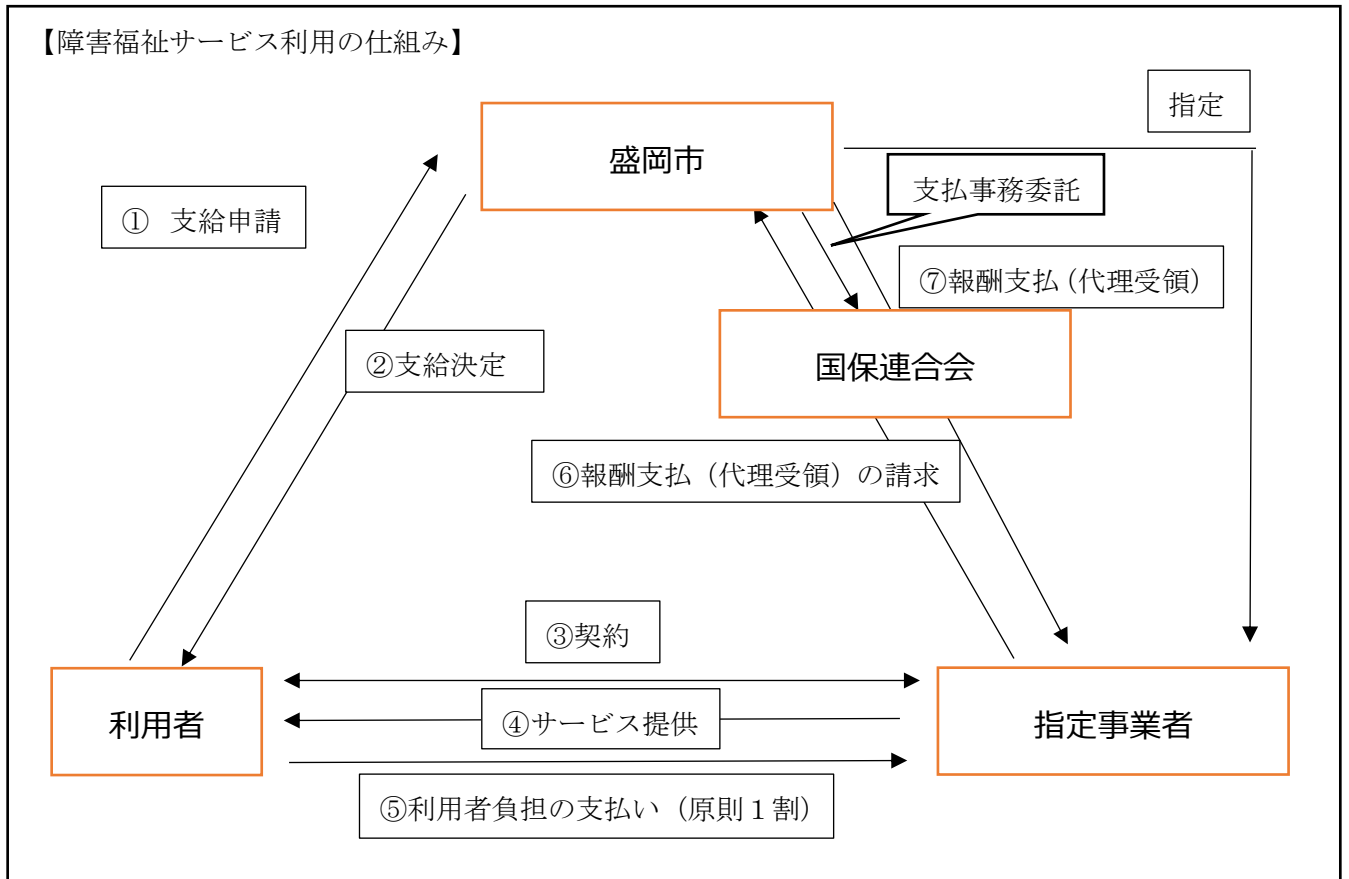 【障害福祉サービス利用の仕組み】
指定
盛岡市
支払事務委託
① 支給申請
⑦報酬支払(代理受領)
②支給決定
国保連合会
⑥報酬支払（代理受領）の請求
③契約
利用者
④サービス提供
指定事業者
⑤利用者負担の支払い（原則１割）